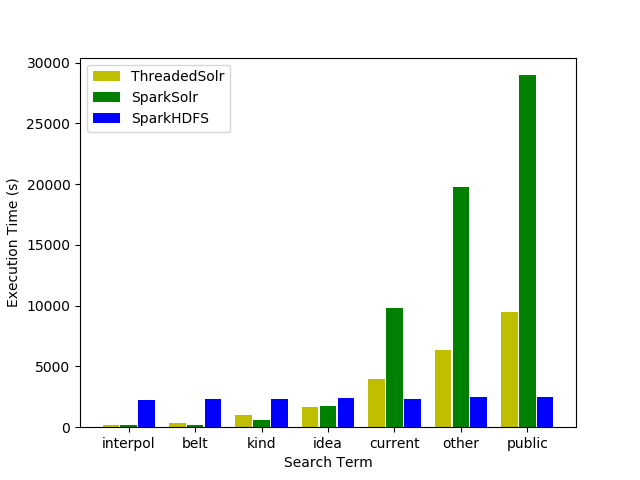 ThreadedSolr
SparkSolr
SparkHDFS
30000
25000
20000
15000
10000
5000
0
Execution Time (s)
interpol belt kind idea current other public
Search Term